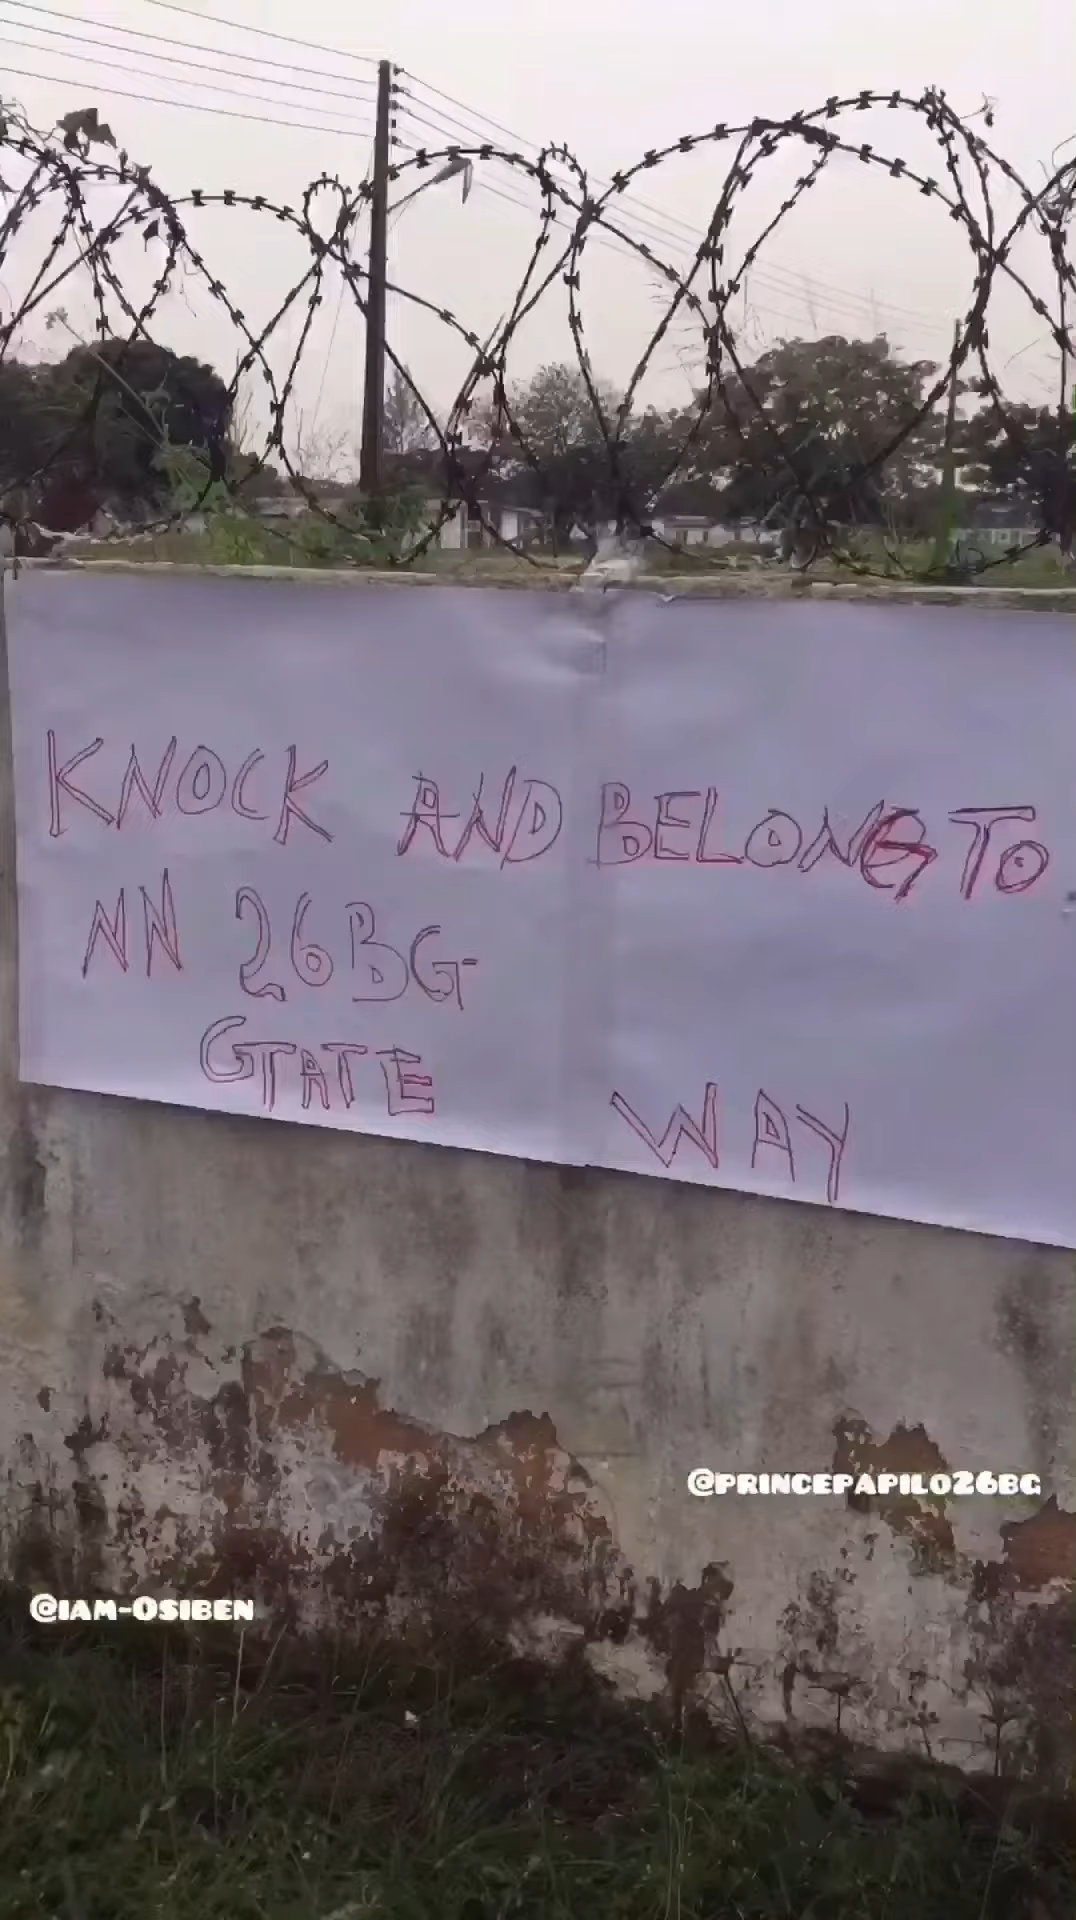 KNOCK AND BELONG TO
NN 26BG
GTATE WAY
@PRINCEPAPILO26BG
@IAM-OSIBEN